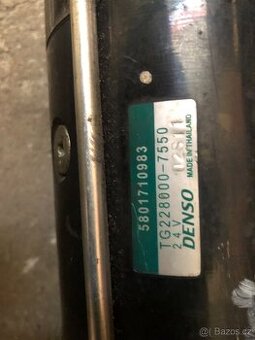 5801710983
TG228000-7550
24V
DENSO
MADE IN THAILAND
© bazos.cz